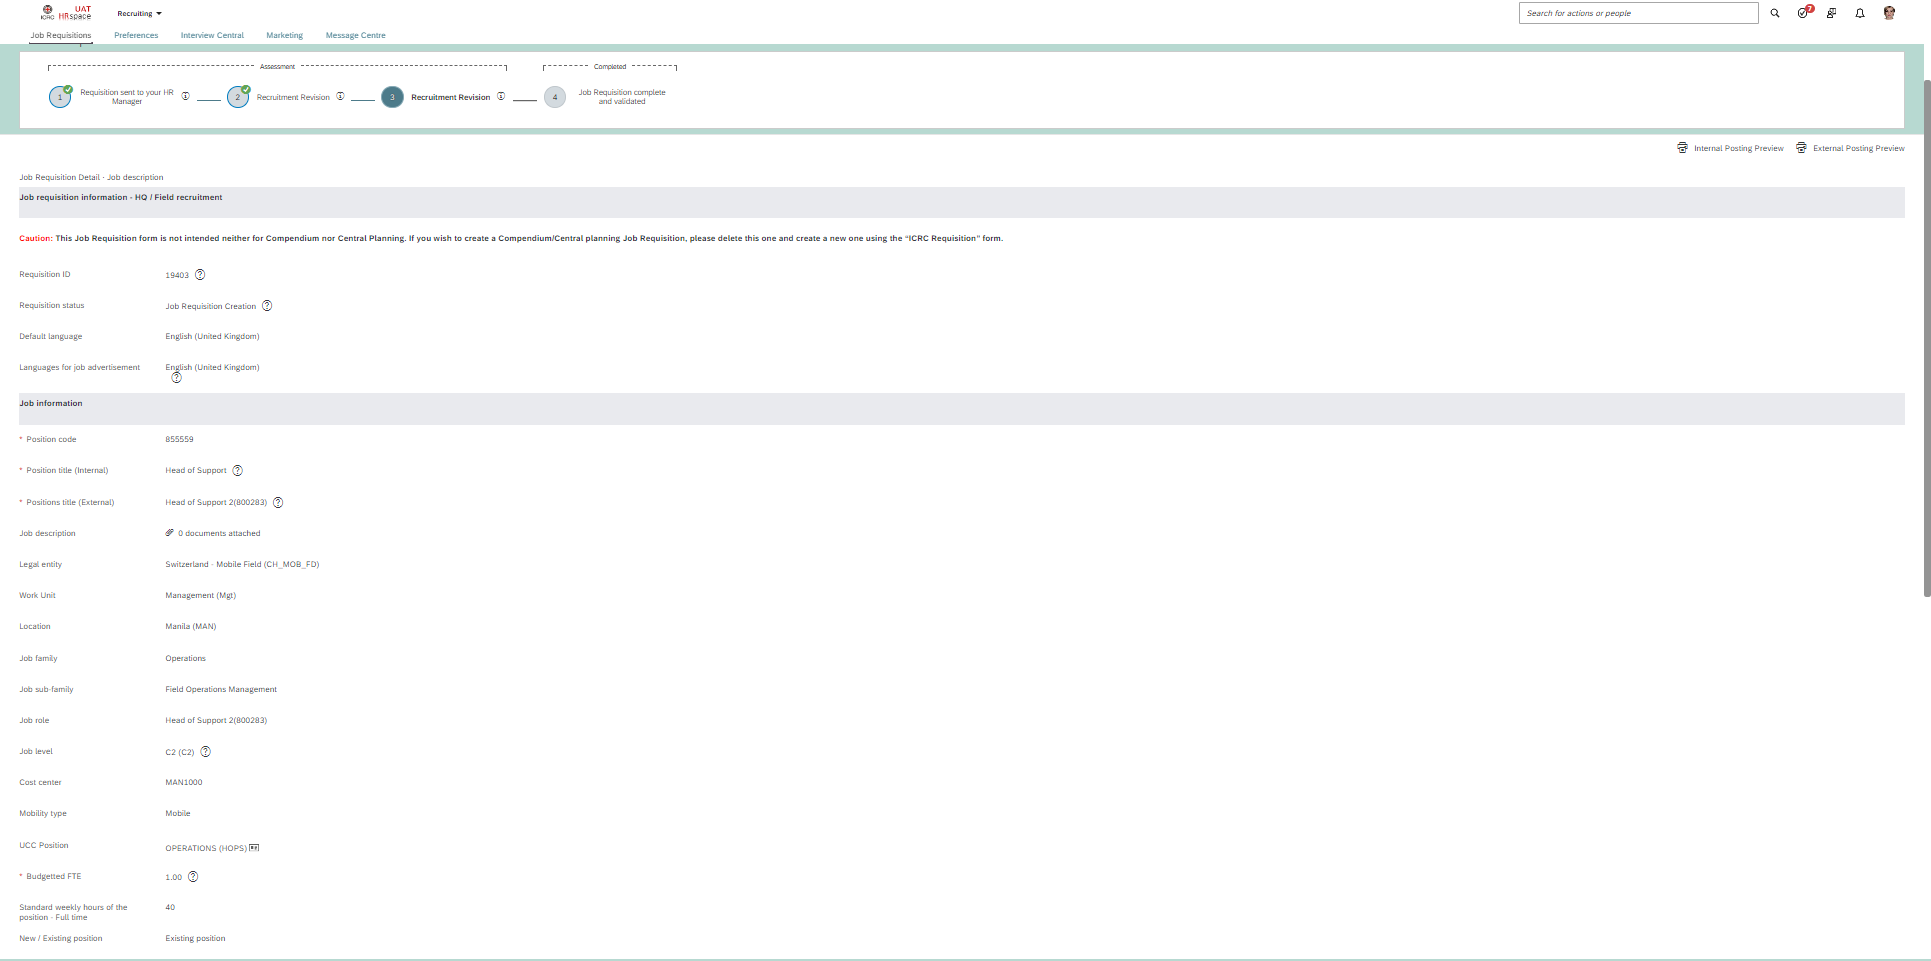 UAT
ICRC HRspace
Recruiting
Search for actions or people
7
Job Requisitions
Preferences
Interview Central
Marketing
Message Centre
Assessment
Completed
1
Requisition sent to your HR Manager
2
Recruitment Revision
3
Recruitment Revision
4
Job Requisition complete and validated
Internal Posting Preview
External Posting Preview
Job Requisition Detail · Job description
Job requisition information - HQ / Field recruitment
Caution: This Job Requisition form is not intended neither for Compendium nor Central Planning. If you wish to create a Compendium/Central planning Job Requisition, please delete this one and create a new one using the “ICRC Requisition” form.
Requisition ID 19403
Requisition status Job Requisition Creation
Default language English (United Kingdom)
Languages for job advertisement English (United Kingdom)
Job information
* Position code 855559
* Position title (Internal) Head of Support
* Positions title (External) Head of Support 2(800283)
Job description 0 documents attached
Legal entity Switzerland - Mobile Field (CH_MOB_FD)
Work Unit Management (Mgt)
Location Manila (MAN)
Job family Operations
Job sub-family Field Operations Management
Job role Head of Support 2(800283)
Job level C2 (C2)
Cost center MAN1000
Mobility type Mobile
UCC Position OPERATIONS (HOPS)
* Budgetted FTE 1.00
Standard weekly hours of the position - Full time 40
New / Existing position Existing position